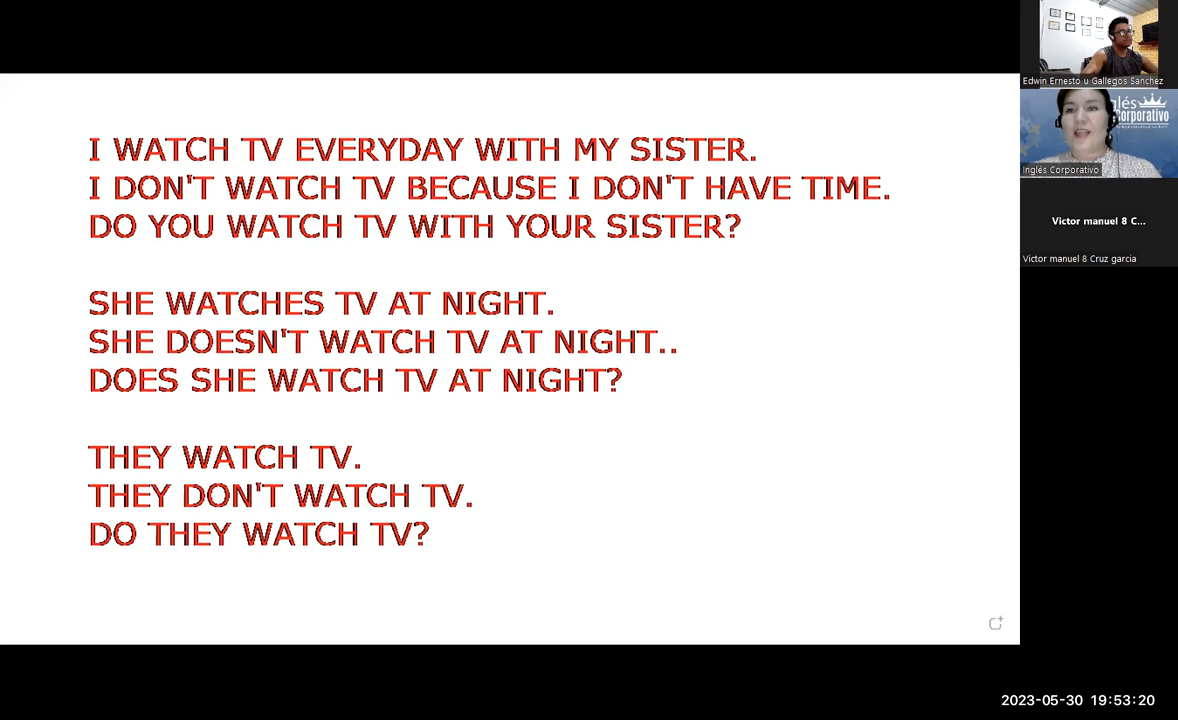 I WATCH TV EVERYDAY WITH MY SISTER.
I DON'T WATCH TV BECAUSE I DON'T HAVE TIME.
DO YOU WATCH TV WITH YOUR SISTER?
SHE WATCHES TV AT NIGHT.
SHE DOESN'T WATCH TV AT NIGHT..
DOES SHE WATCH TV AT NIGHT?
THEY WATCH TV.
THEY DON'T WATCH TV.
DO THEY WATCH TV?
Edwin Ernesto u Gallegos Sanchez
glés
Corporativo
Inglés Corporativo
Victor manuel 8 C...
Victor manuel 8 Cruz garcia
2023-05-30 19:53:20